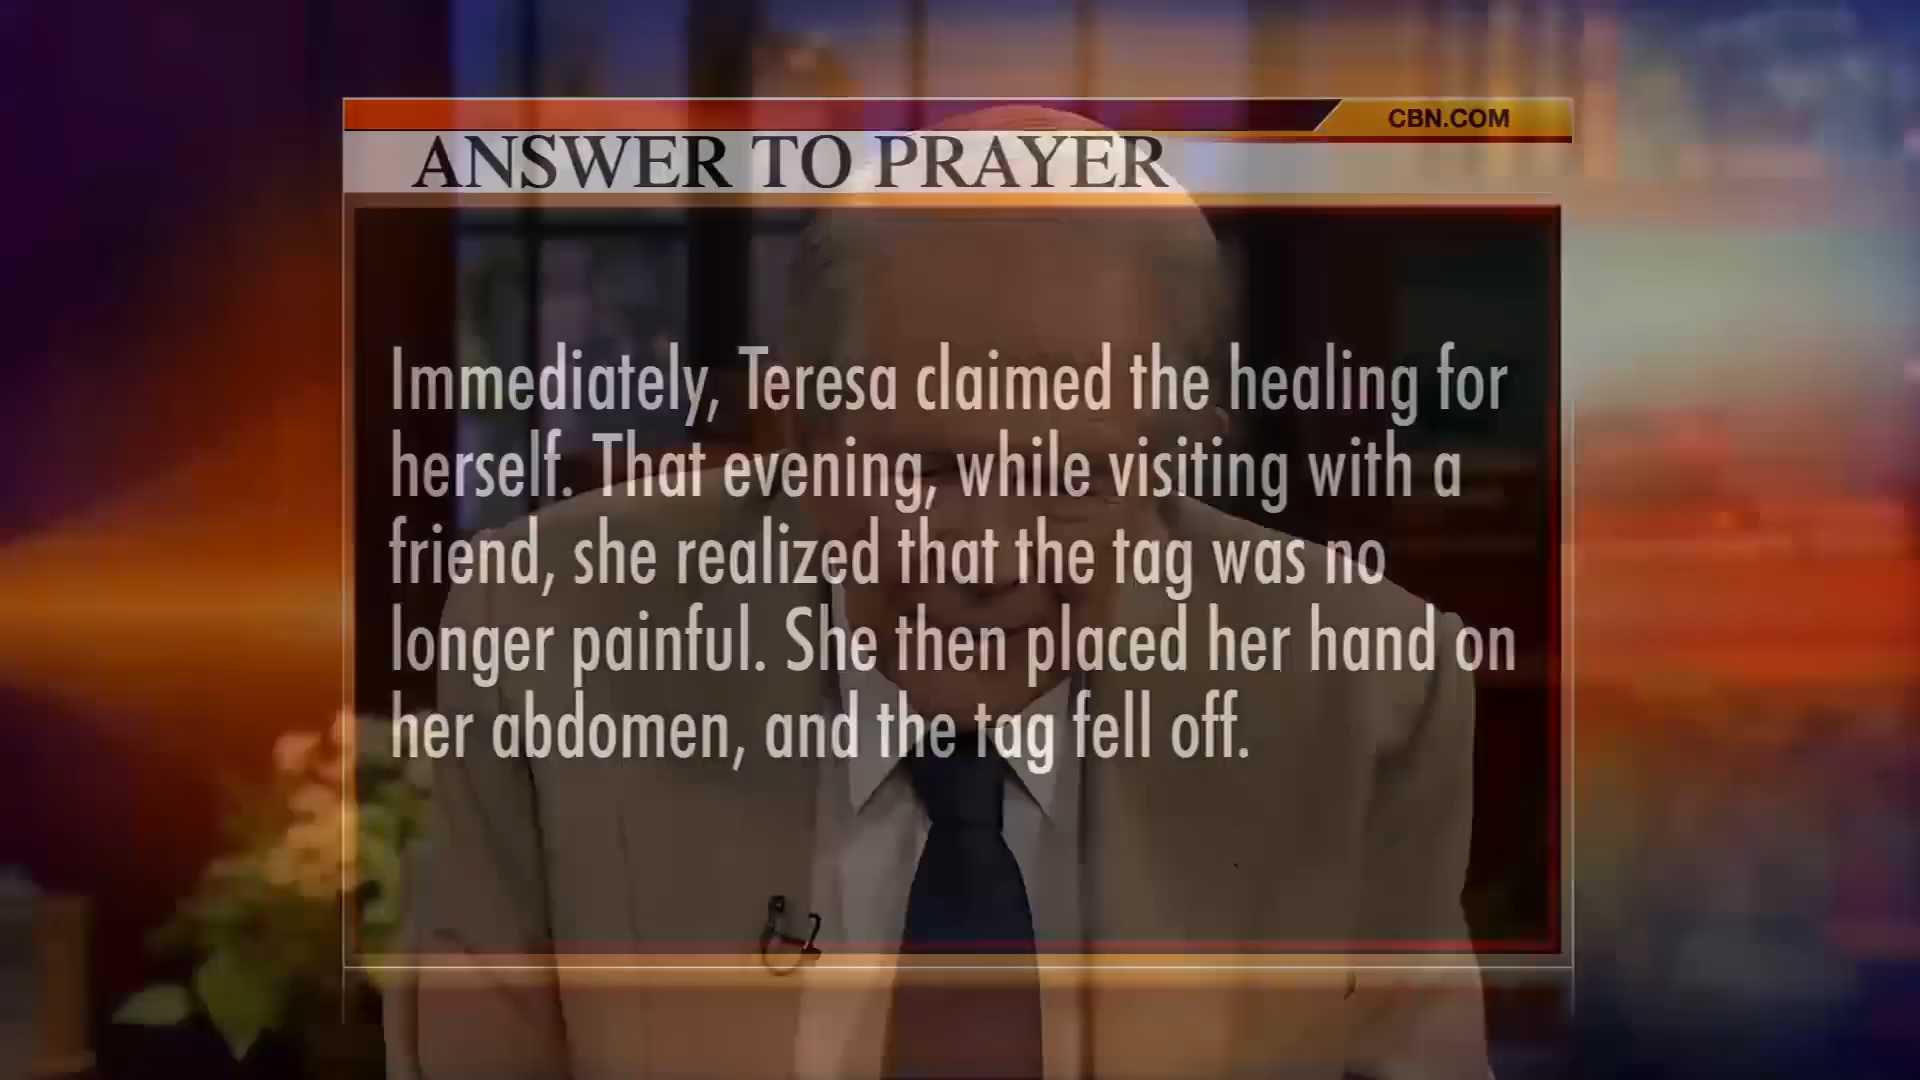 CBN.COM
ANSWER TO PRAYER
Immediately, Teresa claimed the healing for
herself. That evening, while visiting with a
friend, she realized that the tag was no
longer painful. She then placed her hand on
her abdomen, and the tag fell off.